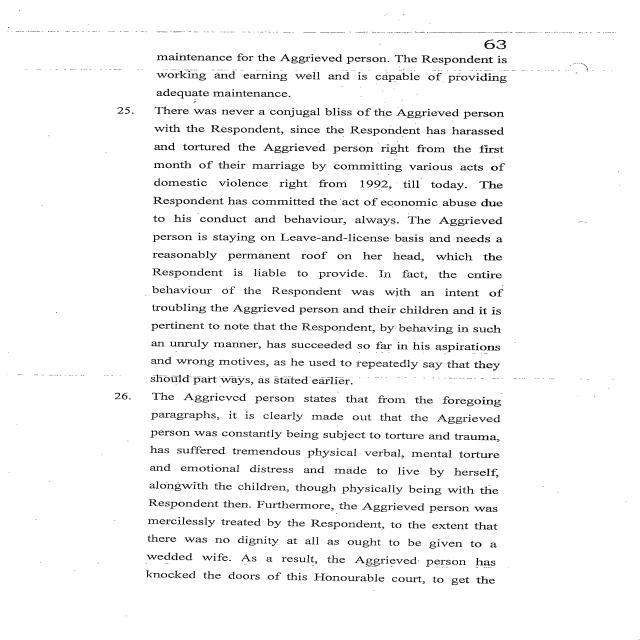 63
maintenance for the Aggrieved person. The Respondent is
working and earning well and is capable of providing
adequate maintenance.
25. There was never a conjugal bliss of the Aggrieved person
with the Respondent, since the Respondent has harassed
and tortured the Aggrieved person right from the first
month of their marriage by committing various acts of
domestic violence right from 1992, till today. The
Respondent has committed the act of economic abuse due
to his conduct and behaviour, always. The Aggrieved
person is staying on Leave-and-license basis and needs a
reasonably permanent roof on her head, which the
Respondent is liable to provide. In fact, the entire
behaviour of the Respondent was with an intent of
troubling the Aggrieved person and their children and it is
pertinent to note that the Respondent, by behaving in such
an unruly manner, has succeeded so far in his aspirations
and wrong motives, as he used to repeatedly say that they
should part ways, as stated earlier.
26. The Aggrieved person states that from the foregoing
paragraphs, it is clearly made out that the Aggrieved
person was constantly being subject to torture and trauma,
has suffered tremendous physical verbal, mental torture
and emotional distress and made to live by herself,
alongwith the children, though physically being with the
Respondent then. Furthermore, the Aggrieved person was
mercilessly treated by the Respondent, to the extent that
there was no dignity at all as ought to be given to a
wedded wife. As a result, the Aggrieved person has
knocked the doors of this Honourable court, to get the